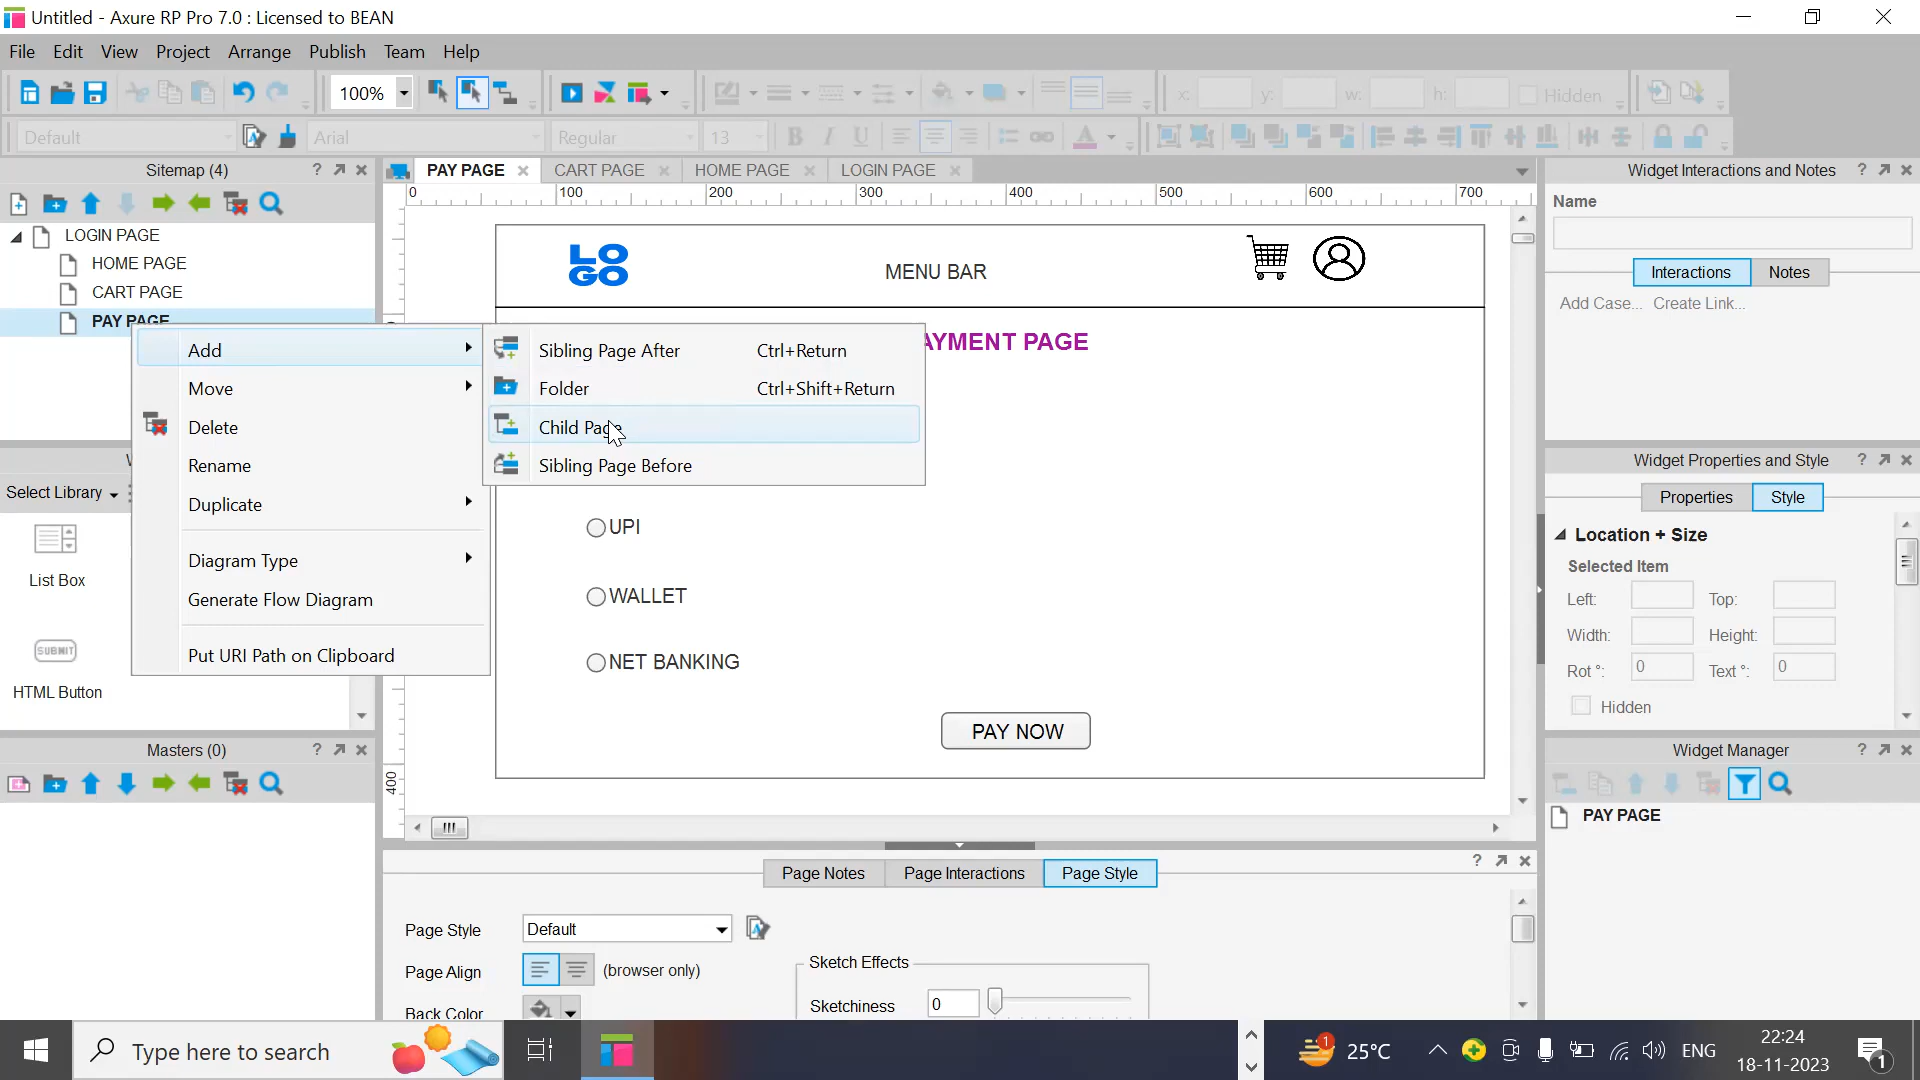 Untitled - Axure RP Pro 7.0 : Licensed to BEAN
File Edit View Project Arrange Publish Team Help
100% x: y: w: h: Hidden
Default Arial Regular 13
Sitemap (4)
LOGIN PAGE
HOME PAGE
CART PAGE
PAY PAGE
Add
Move
Delete
Rename
Duplicate
Diagram Type
Generate Flow Diagram
Put URI Path on Clipboard
Sibling Page After Ctrl+Return
Folder Ctrl+Shift+Return
Child Page
Sibling Page Before
Select Library
List Box
SUBMIT
HTML Button
Masters (0)
PAY PAGE CART PAGE HOME PAGE LOGIN PAGE
0 100 200 300 400 500 600 700
400
LO
GO
MENU BAR
AYMENT PAGE
UPI
WALLET
NET BANKING
PAY NOW
Page Notes Page Interactions Page Style
Page Style Default
Page Align (browser only)
Back Color
Sketch Effects
Sketchiness 0
Widget Interactions and Notes
Name
Interactions Notes
Add Case... Create Link...
Widget Properties and Style
Properties Style
Location + Size
Selected Item
Left: Top:
Width: Height:
Rot °: 0 Text °: 0
Hidden
Widget Manager
PAY PAGE
Type here to search
1 25°C ENG 22:24
18-11-2023 1